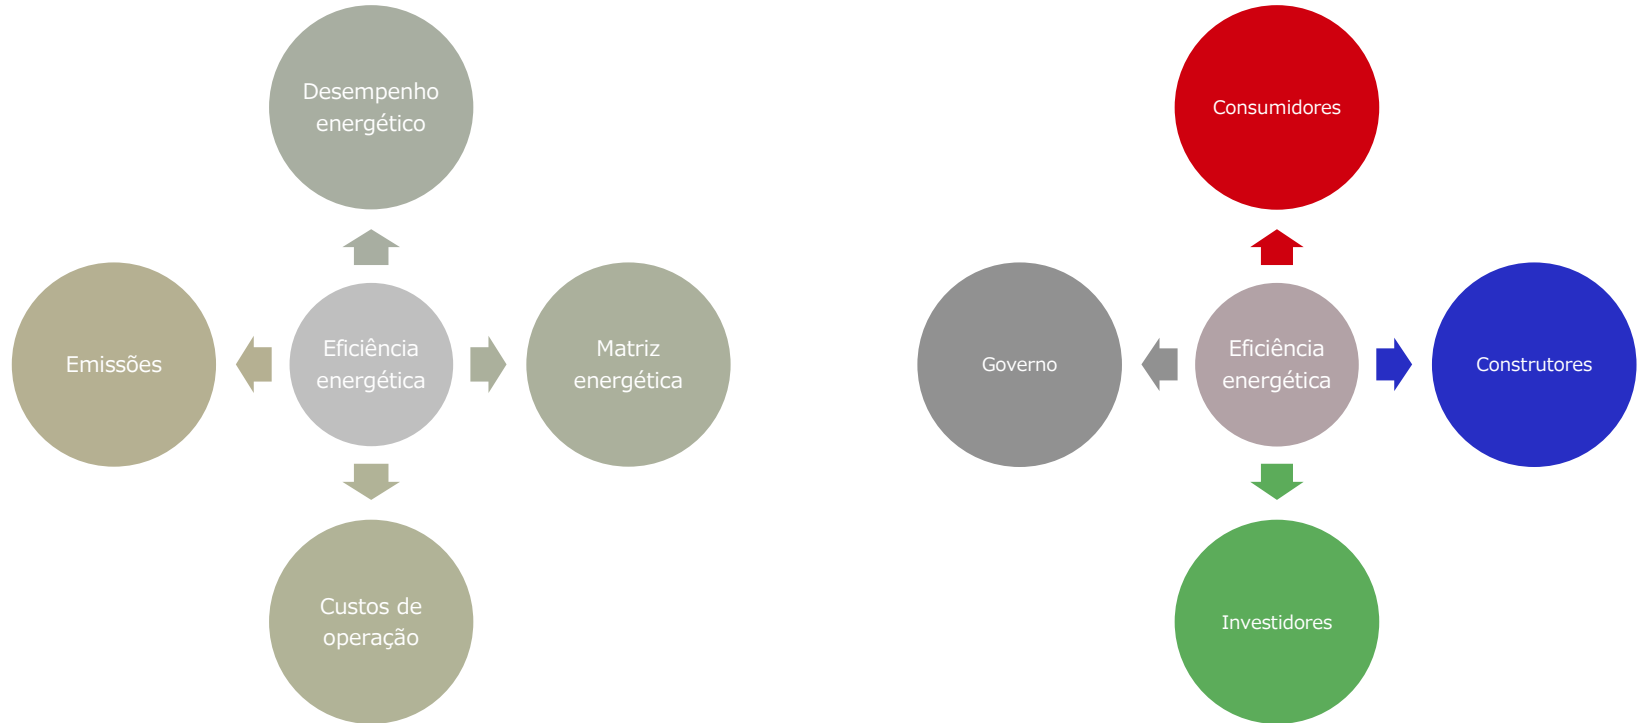 Desempenho
energético
Emissões
Eficiência
energética
Matriz
energética
Custos de
operação
Consumidores
Governo
Eficiência
energética
Construtores
Investidores